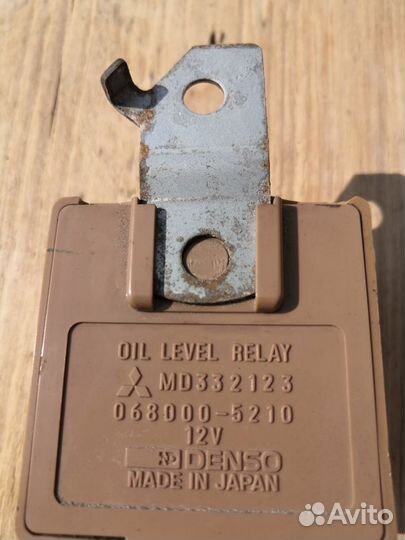 OIL LEVEL RELAY
MD332123
068000-5210
12V
DENSO
MADE IN JAPAN
Avito